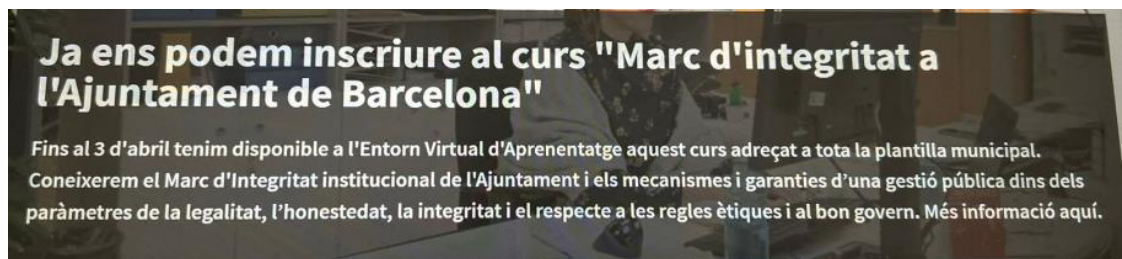 Ja ens podem inscriure al curs "Marc d'integritat a
l'Ajuntament de Barcelona"
Fins al 3 d'abril tenim disponible a l'Entorn Virtual d'Aprenentatge aquest curs adreçat a tota la plantilla municipal.
Coneixerem el Marc d'Integritat institucional de l'Ajuntament i els mecanismes i garanties d’una gestió pública dins dels
paràmetres de la legalitat, l’honestedat, la integritat i el respecte a les regles ètiques i al bon govern. Més informació aquí.